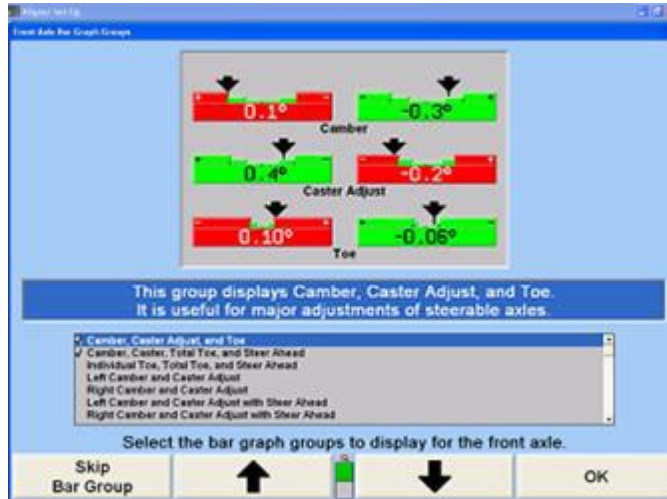 Aligner Set Up
Front Axle Bar Graph Groups
0.1° -0.3°
Camber
0.4° -0.2°
Caster Adjust
0.10° -0.06°
Toe
This group displays Camber, Caster Adjust, and Toe.
It is useful for major adjustments of steerable axles.
Camber, Caster Adjust, and Toe
Camber, Caster, Total Toe, and Steer Ahead
Individual Toe, Total Toe, and Steer Ahead
Left Camber and Caster Adjust
Right Camber and Caster Adjust
Left Camber and Caster Adjust with Steer Ahead
Right Camber and Caster Adjust with Steer Ahead
Select the bar graph groups to display for the front axle.
Skip
Bar Group
OK